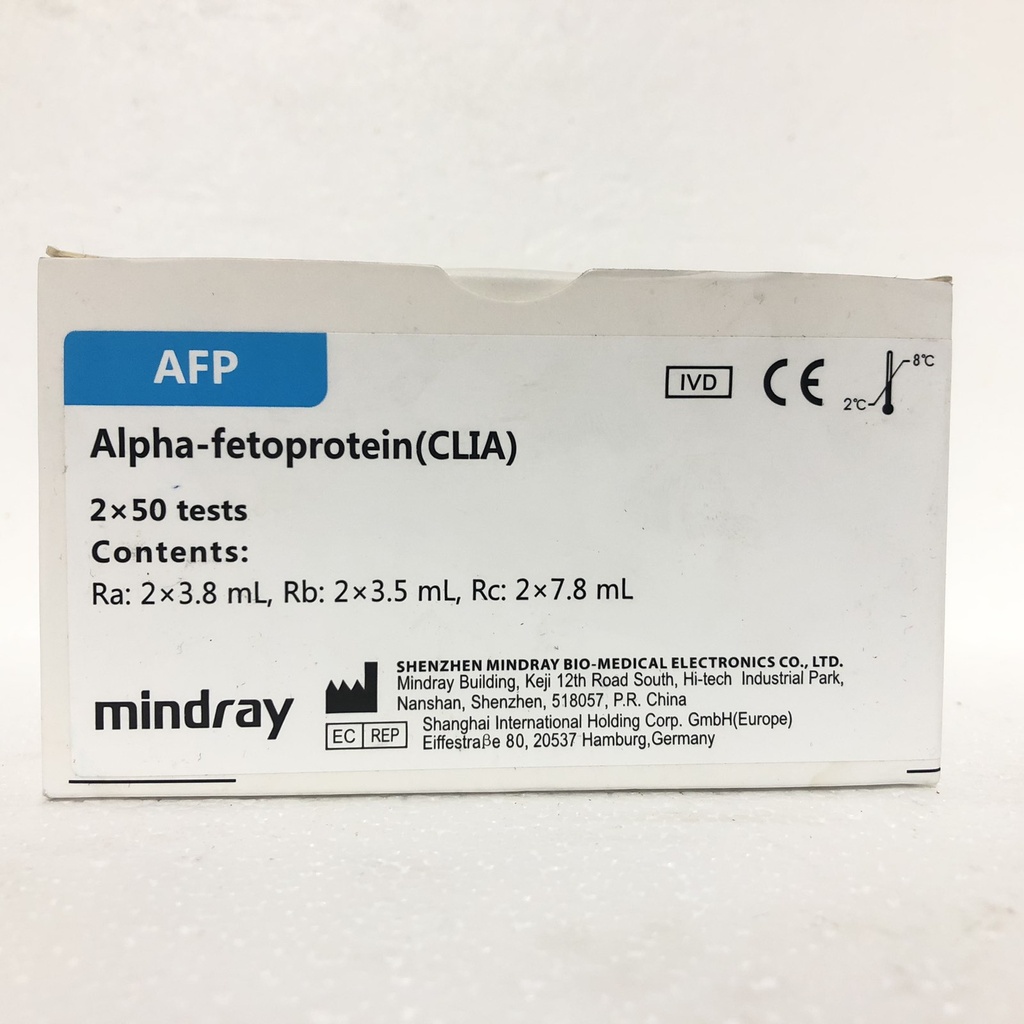 AFP
IVD
CE
8℃
2℃
Alpha-fetoprotein(CLIA)
2×50 tests
Contents:
Ra: 2×3.8 mL, Rb: 2×3.5 mL, Rc: 2×7.8 mL
mindray
SHENZHEN MINDRAY BIO-MEDICAL ELECTRONICS CO., LTD.
Mindray Building, Keji 12th Road South, Hi-tech Industrial Park,
Nanshan, Shenzhen, 518057, P.R. China
EC REP
Shanghai International Holding Corp. GmbH(Europe)
Eiffestraβe 80, 20537 Hamburg,Germany